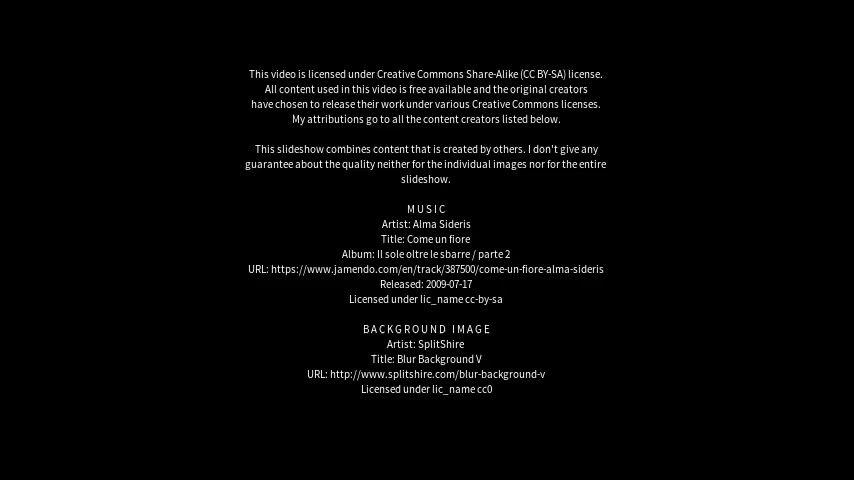 This video is licensed under Creative Commons Share-Alike (CC BY-SA) license.
All content used in this video is free available and the original creators
have chosen to release their work under various Creative Commons licenses.
My attributions go to all the content creators listed below.
This slideshow combines content that is created by others. I don't give any
guarantee about the quality neither for the individual images nor for the entire
slideshow.
MUSIC
Artist: Alma Sideris
Title: Come un fiore
Album: Il sole oltre le sbarre / parte 2
URL: https://www.jamendo.com/en/track/387500/come-un-fiore-alma-sideris
Released: 2009-07-17
Licensed under lic_name cc-by-sa
BACKGROUND IMAGE
Artist: SplitShire
Title: Blur Background V
URL: http://www.splitshire.com/blur-background-v
Licensed under lic_name cc0